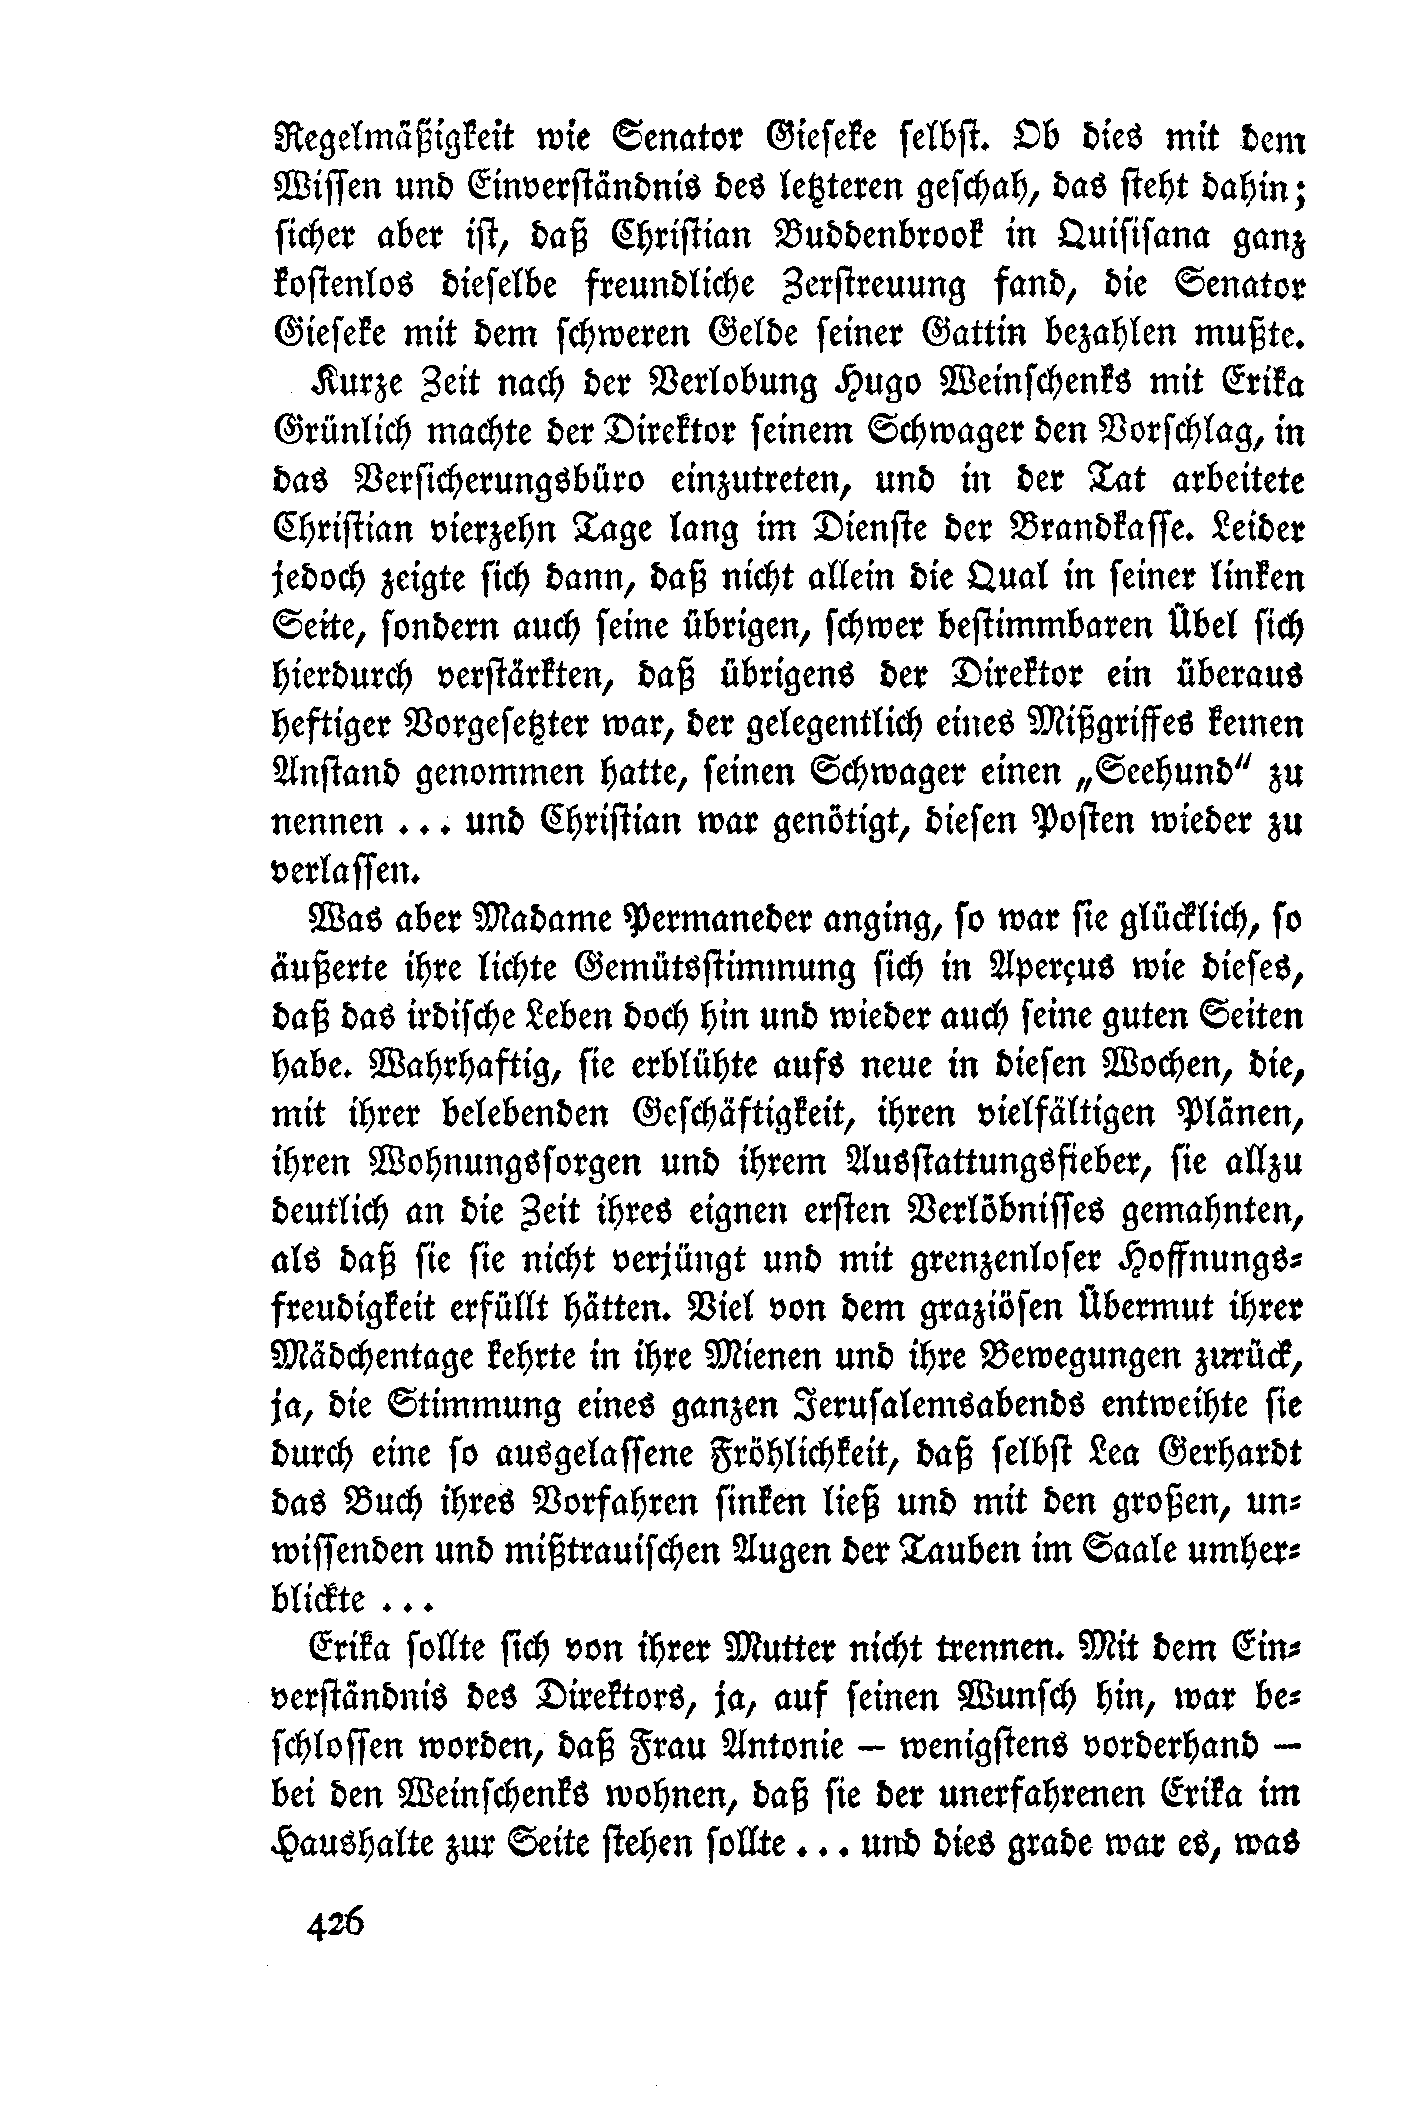 Regelmäßigkeit wie Senator Gieseke selbst. Ob dies mit dem
Wissen und Einverständnis des letzteren geschah, das steht dahin;
sicher aber ist, daß Christian Buddenbrook in Quisisana ganz
kostenlos dieselbe freundliche Zerstreuung fand, die Senator
Gieseke mit dem schweren Gelde seiner Gattin bezahlen mußte.
Kurze Zeit nach der Verlobung Hugo Weinschenks mit Erika
Grünlich machte der Direktor seinem Schwager den Vorschlag, in
das Versicherungsbüro einzutreten, und in der Tat arbeitete
Christian vierzehn Tage lang im Dienste der Brandkasse. Leider
jedoch zeigte sich dann, daß nicht allein die Qual in seiner linken
Seite, sondern auch seine übrigen, schwer bestimmbaren Übel sich
hierdurch verstärkten, daß übrigens der Direktor ein überaus
heftiger Vorgesetzter war, der gelegentlich eines Mißgriffes keinen
Anstand genommen hatte, seinen Schwager einen „Seehund“ zu
nennen ... und Christian war genötigt, diesen Posten wieder zu
verlassen.
Was aber Madame Permaneder anging, so war sie glücklich, so
äußerte ihre lichte Gemütsstimmung sich in Aperçus wie dieses,
daß das irdische Leben doch hin und wieder auch seine guten Seiten
habe. Wahrhaftig, sie erblühte aufs neue in diesen Wochen, die,
mit ihrer belebenden Geschäftigkeit, ihren vielfältigen Plänen,
ihren Wohnungssorgen und ihrem Ausstattungsfieber, sie allzu
deutlich an die Zeit ihres eignen ersten Verlöbnisses gemahnten,
als daß sie sie nicht verjüngt und mit grenzenloser Hoffnungs-
freudigkeit erfüllt hätten. Viel von dem graziösen Übermut ihrer
Mädchentage kehrte in ihre Mienen und ihre Bewegungen zurück,
ja, die Stimmung eines ganzen Jerusalemsabends entweihte sie
durch eine so ausgelassene Fröhlichkeit, daß selbst Lea Gerhardt
das Buch ihres Vorfahren sinken ließ und mit den großen, un-
wissenden und mißtrauischen Augen der Tauben im Saale umher-
blickte ...
Erika sollte sich von ihrer Mutter nicht trennen. Mit dem Ein-
verständnis des Direktors, ja, auf seinen Wunsch hin, war be-
schlossen worden, daß Frau Antonie — wenigstens vorderhand —
bei den Weinschenks wohnen, daß sie der unerfahrenen Erika im
Haushalte zur Seite stehen sollte ... und dies grade war es, was
426